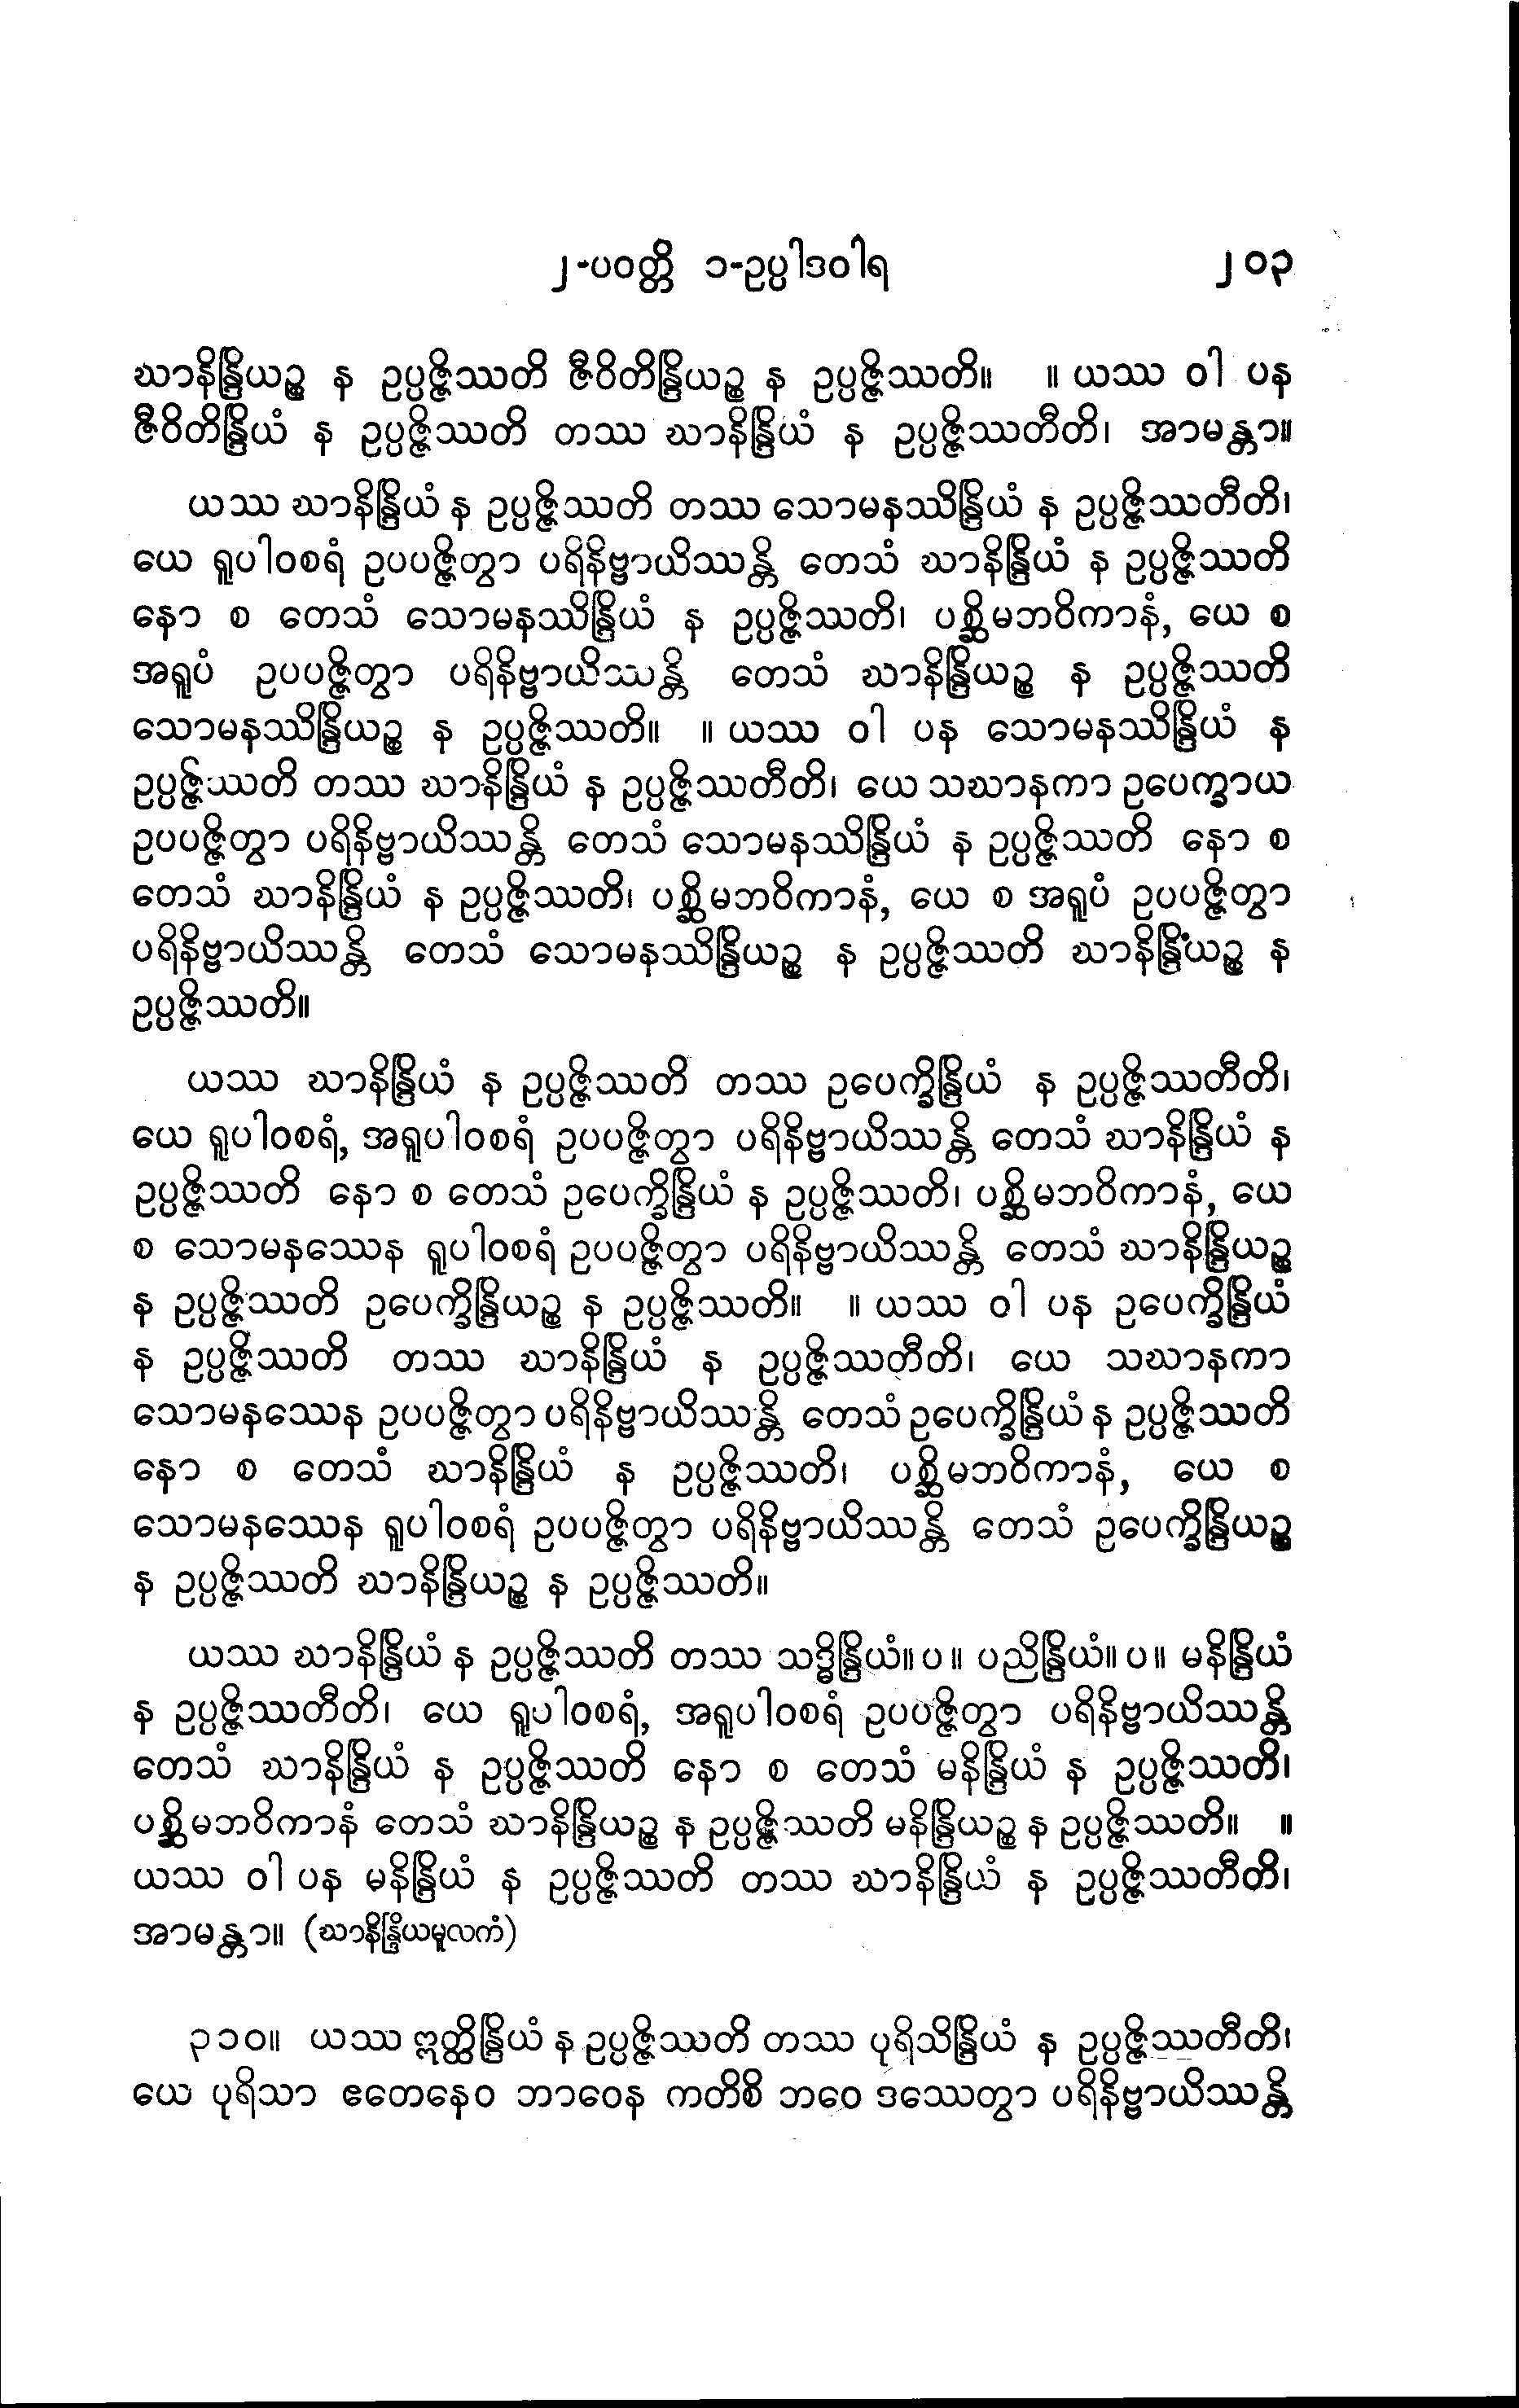 ၂-ပဝတ္တိ ၁-ဥပ္ပါဒဝါရ ၂၀၃
ဃာနိန္ဒြိယဉ္စ န ဥပ္ပဇ္ဇိဿတိ ဇီဝိတိန္ဒြိယဉ္စ န ဥပ္ပဇ္ဇိဿတိ။ ။ ယဿ ဝါ ပန
ဇီဝိတိန္ဒြိယံ န ဥပ္ပဇ္ဇိဿတိ တဿ ဃာနိန္ဒြိယံ န ဥပ္ပဇ္ဇိဿတီတိ၊ အာမန္တာ။
ယဿ ဃာနိန္ဒြိယံ န ဥပ္ပဇ္ဇိဿတိ တဿ သောမနဿိန္ဒြိယံ န ဥပ္ပဇ္ဇိဿတီတိ၊
ယေ ရူပါဝစရံ ဥပပဇ္ဇိတွာ ပရိနိဗ္ဗာယိဿန္တိ တေသံ ဃာနိန္ဒြိယံ န ဥပ္ပဇ္ဇိဿတိ
နော စ တေသံ သောမနဿိန္ဒြိယံ န ဥပ္ပဇ္ဇိဿတိ၊ ပစ္ဆိမဘဝိကာနံ, ယေ စ
အရူပံ ဥပပဇ္ဇိတွာ ပရိနိဗ္ဗာယိဿန္တိ တေသံ ဃာနိန္ဒြိယဉ္စ န ဥပ္ပဇ္ဇိဿတိ
သောမနဿိန္ဒြိယဉ္စ န ဥပ္ပဇ္ဇိဿတိ။ ။ ယဿ ဝါ ပန သောမနဿိန္ဒြိယံ န
ဥပ္ပဇ္ဇိဿတိ တဿ ဃာနိန္ဒြိယံ န ဥပ္ပဇ္ဇိဿတီတိ၊ ယေ သဃာနကာ ဥပေက္ခာယ
ဥပပဇ္ဇိတွာ ပရိနိဗ္ဗာယိဿန္တိ တေသံ သောမနဿိန္ဒြိယံ န ဥပ္ပဇ္ဇိဿတိ နော စ
တေသံ ဃာနိန္ဒြိယံ န ဥပ္ပဇ္ဇိဿတိ၊ ပစ္ဆိမဘဝိကာနံ, ယေ စ အရူပံ ဥပပဇ္ဇိတွာ
ပရိနိဗ္ဗာယိဿန္တိ တေသံ သောမနဿိန္ဒြိယဉ္စ န ဥပ္ပဇ္ဇိဿတိ ဃာနိန္ဒြိယဉ္စ န
ဥပ္ပဇ္ဇိဿတိ။
ယဿ ဃာနိန္ဒြိယံ န ဥပ္ပဇ္ဇိဿတိ တဿ ဥပေက္ခိန္ဒြိယံ န ဥပ္ပဇ္ဇိဿတီတိ၊
ယေ ရူပါဝစရံ, အရူပါဝစရံ ဥပပဇ္ဇိတွာ ပရိနိဗ္ဗာယိဿန္တိ တေသံ ဃာနိန္ဒြိယံ န
ဥပ္ပဇ္ဇိဿတိ နော စ တေသံ ဥပေက္ခိန္ဒြိယံ န ဥပ္ပဇ္ဇိဿတိ၊ ပစ္ဆိမဘဝိကာနံ, ယေ
စ သောမနဿေန ရူပါဝစရံ ဥပပဇ္ဇိတွာ ပရိနိဗ္ဗာယိဿန္တိ တေသံ ဃာနိန္ဒြိယဉ္စ
န ဥပ္ပဇ္ဇိဿတိ ဥပေက္ခိန္ဒြိယဉ္စ န ဥပ္ပဇ္ဇိဿတိ။ ။ ယဿ ဝါ ပန ဥပေက္ခိန္ဒြိယံ
န ဥပ္ပဇ္ဇိဿတိ တဿ ဃာနိန္ဒြိယံ န ဥပ္ပဇ္ဇိဿတီတိ၊ ယေ သဃာနကာ
သောမနဿေန ဥပပဇ္ဇိတွာ ပရိနိဗ္ဗာယိဿန္တိ တေသံ ဥပေက္ခိန္ဒြိယံ န ဥပ္ပဇ္ဇိဿတိ
နော စ တေသံ ဃာနိန္ဒြိယံ န ဥပ္ပဇ္ဇိဿတိ၊ ပစ္ဆိမဘဝိကာနံ, ယေ စ
သောမနဿေန ရူပါဝစရံ ဥပပဇ္ဇိတွာ ပရိနိဗ္ဗာယိဿန္တိ တေသံ ဥပေက္ခိန္ဒြိယဉ္စ
န ဥပ္ပဇ္ဇိဿတိ ဃာနိန္ဒြိယဉ္စ န ဥပ္ပဇ္ဇိဿတိ။
ယဿ ဃာနိန္ဒြိယံ န ဥပ္ပဇ္ဇိဿတိ တဿ သဒ္ဓိန္ဒြိယံ။ ပ ။ ပညိန္ဒြိယံ။ ပ ။ မနိန္ဒြိယံ
န ဥပ္ပဇ္ဇိဿတီတိ၊ ယေ ရူပါဝစရံ, အရူပါဝစရံ ဥပပဇ္ဇိတွာ ပရိနိဗ္ဗာယိဿန္တိ
တေသံ ဃာနိန္ဒြိယံ န ဥပ္ပဇ္ဇိဿတိ နော စ တေသံ မနိန္ဒြိယံ န ဥပ္ပဇ္ဇိဿတိ၊
ပစ္ဆိမဘဝိကာနံ တေသံ ဃာနိန္ဒြိယဉ္စ န ဥပ္ပဇ္ဇိဿတိ မနိန္ဒြိယဉ္စ န ဥပ္ပဇ္ဇိဿတိ။ ။
ယဿ ဝါ ပန မနိန္ဒြိယံ န ဥပ္ပဇ္ဇိဿတိ တဿ ဃာနိန္ဒြိယံ န ဥပ္ပဇ္ဇိဿတီတိ၊
အာမန္တာ။ (ဃာနိန္ဒြိယမူလကံ)
၃၁၀။ ယဿ ဣတ္ထိန္ဒြိယံ န ဥပ္ပဇ္ဇိဿတိ တဿ ပုရိသိန္ဒြိယံ န ဥပ္ပဇ္ဇိဿတီတိ၊
ယေ ပုရိသာ ဧတေနေဝ ဘာဝေန ကတိစိ ဘဝေ ဒဿေတွာ ပရိနိဗ္ဗာယိဿန္တိ